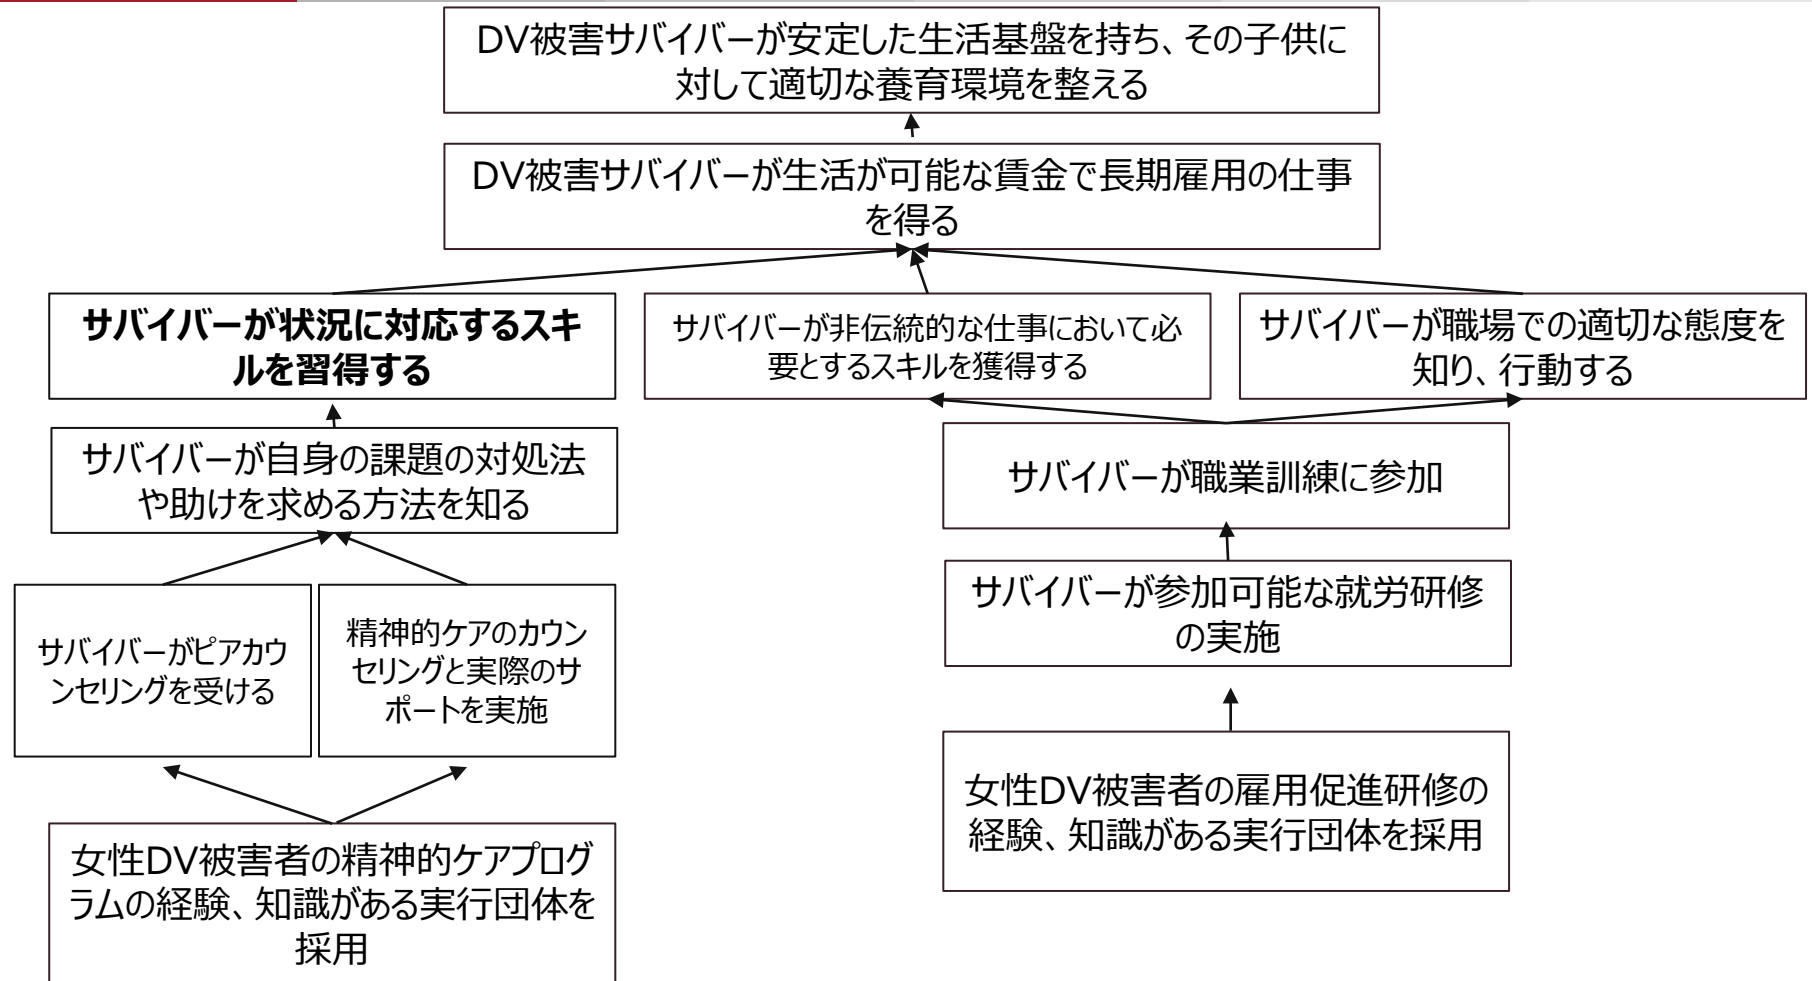 DV被害サバイバーが安定した生活基盤を持ち、その子供に
対して適切な養育環境を整える
DV被害サバイバーが生活が可能な賃金で長期雇用の仕事
を得る
サバイバーが状況に対応するスキ
ルを習得する
サバイバーが非伝統的な仕事において必
要とするスキルを獲得する
サバイバーが職場での適切な態度を
知り、行動する
サバイバーが自身の課題の対処法
や助けを求める方法を知る
サバイバーが職業訓練に参加
サバイバーがピアカウ
ンセリングを受ける
精神的ケアのカウン
セリングと実際のサ
ポートを実施
サバイバーが参加可能な就労研修
の実施
女性DV被害者の精神的ケアプログ
ラムの経験、知識がある実行団体を
採用
女性DV被害者の雇用促進研修の
経験、知識がある実行団体を採用